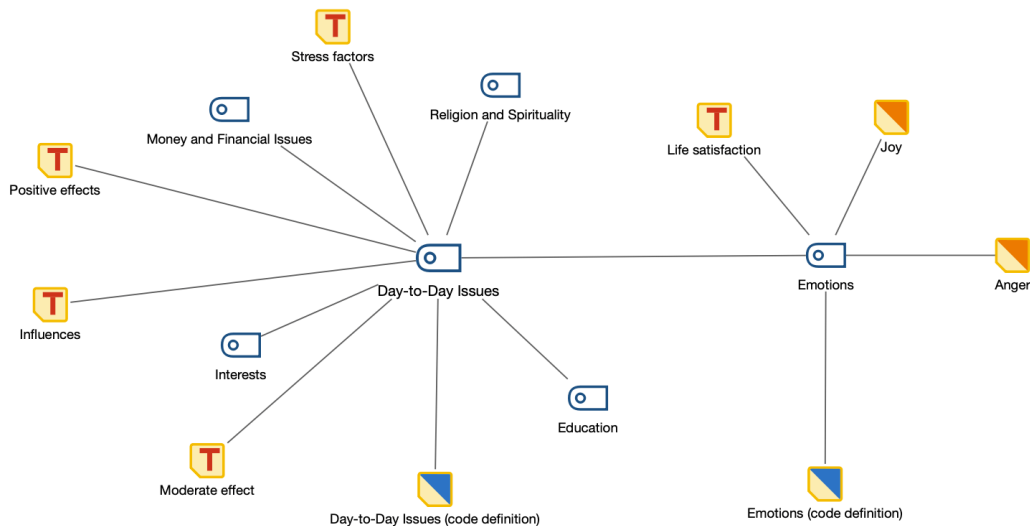 Stress factors
Religion and Spirituality
Money and Financial Issues
Life satisfaction
Joy
Positive effects
Day-to-Day Issues
Emotions
Anger
Influences
Interests
Education
Moderate effect
Day-to-Day Issues (code definition)
Emotions (code definition)
T
T
T
T
T